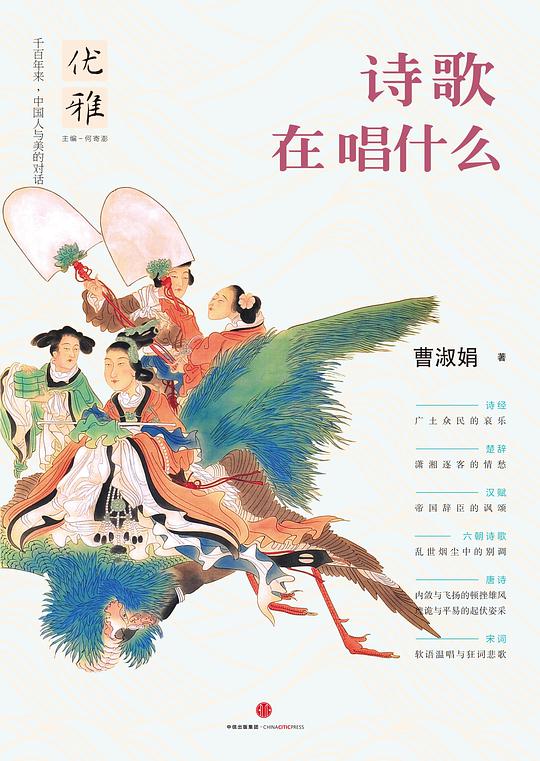 千百年来，中国人与美的对话
优雅
主编－何寄澎
诗歌
在唱什么
曹淑娟 著
诗经
广土众民的哀乐
楚辞
潇湘逐客的情愁
汉赋
帝国辞臣的讽颂
六朝诗歌
乱世烟尘中的别调
唐诗
内敛与飞扬的顿挫雄风
诡与平易的起伏姿采
宋词
软语温唱与狂词悲歌
中信出版集团·CHINACITICPRESS